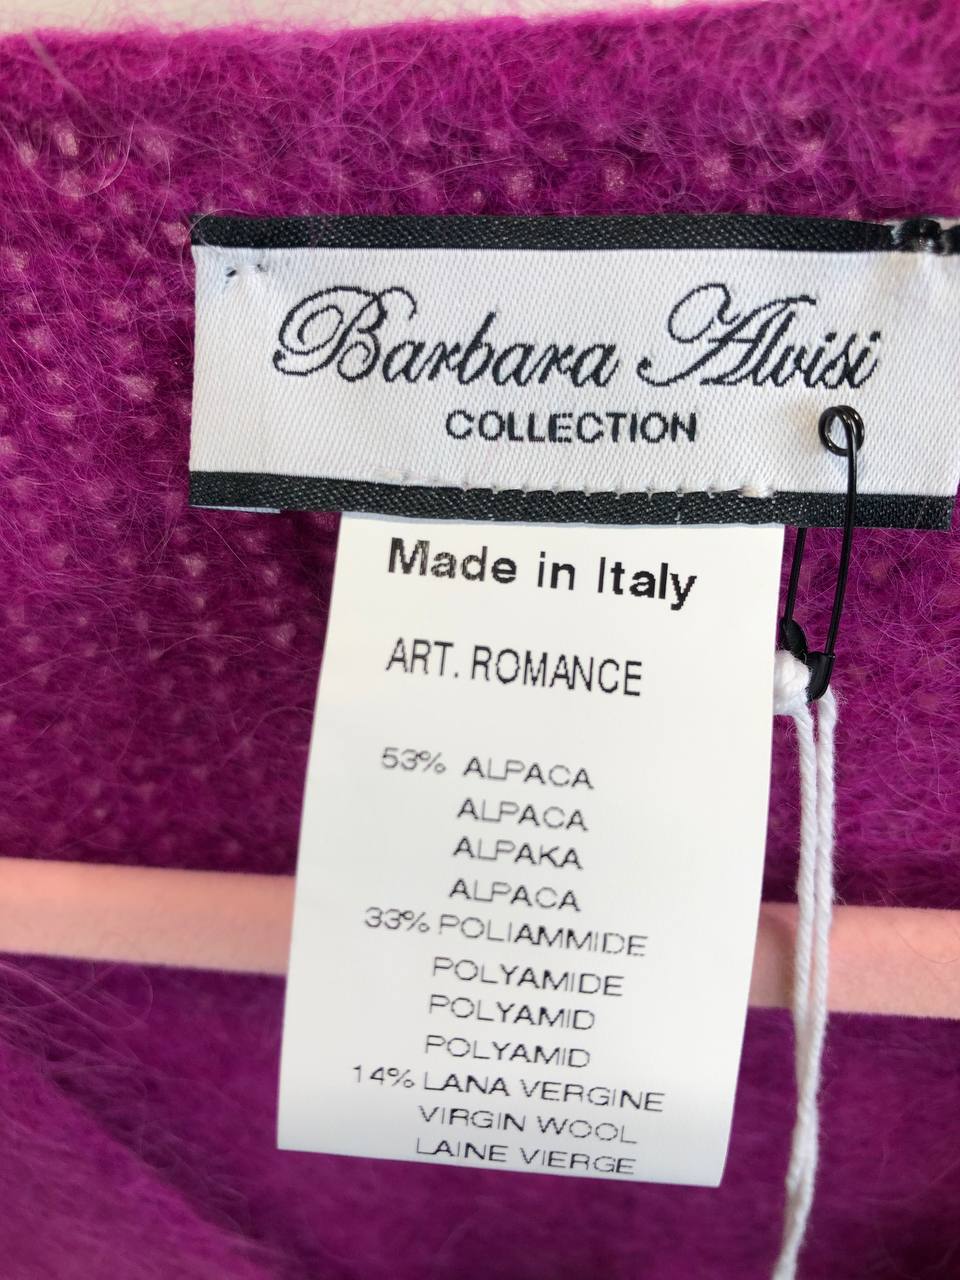 Barbara Alvisi
COLLECTION
Made in Italy
ART. ROMANCE
53% ALPACA
ALPACA
ALPAKA
ALPACA
33% POLIAMMIDE
POLYAMIDE
POLYAMID
POLYAMID
14% LANA VERGINE
VIRGIN WOOL
LAINE VIERGE